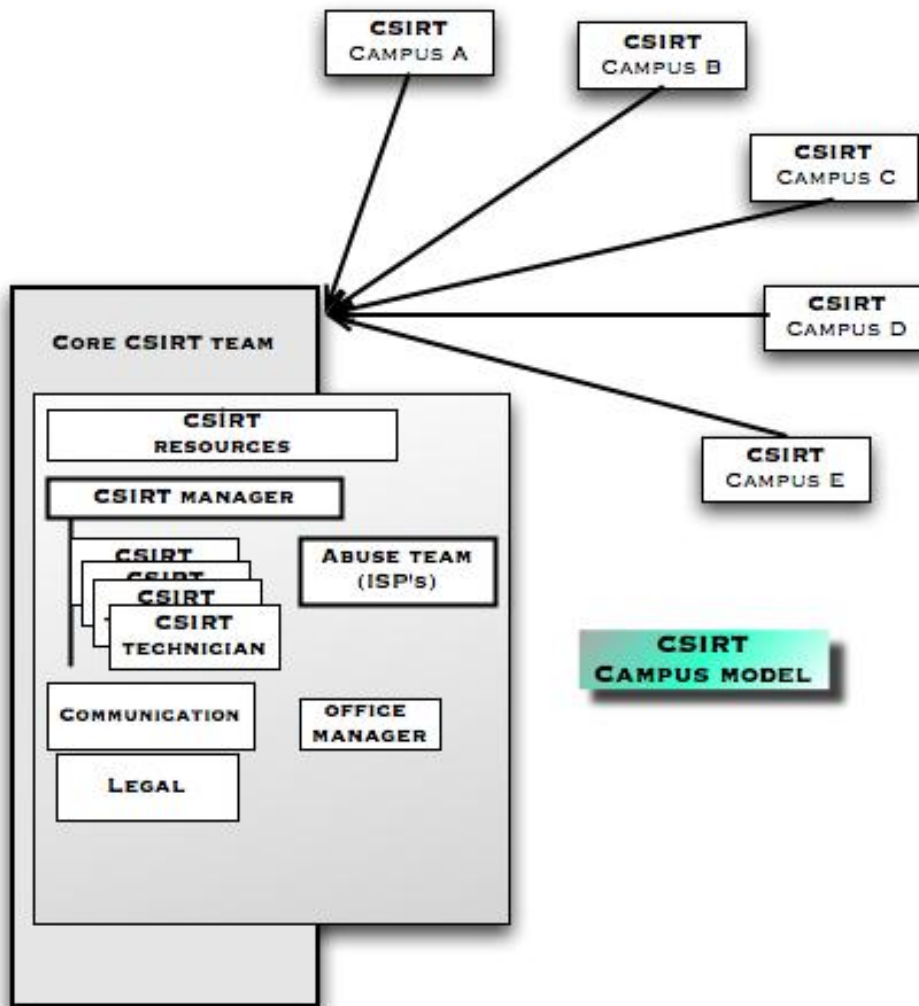 CSIRT
CAMPUS A
CSIRT
CAMPUS B
CSIRT
CAMPUS C
CSIRT
CAMPUS D
CSIRT
CAMPUS E
CORE CSIRT TEAM
CSIRT
RESOURCES
CSIRT MANAGER
CSIRT
CSIRT
CSIRT
CSIRT
TECHNICIAN
ABUSE TEAM
(ISP's)
COMMUNICATION
OFFICE
MANAGER
LEGAL
CSIRT
CAMPUS MODEL